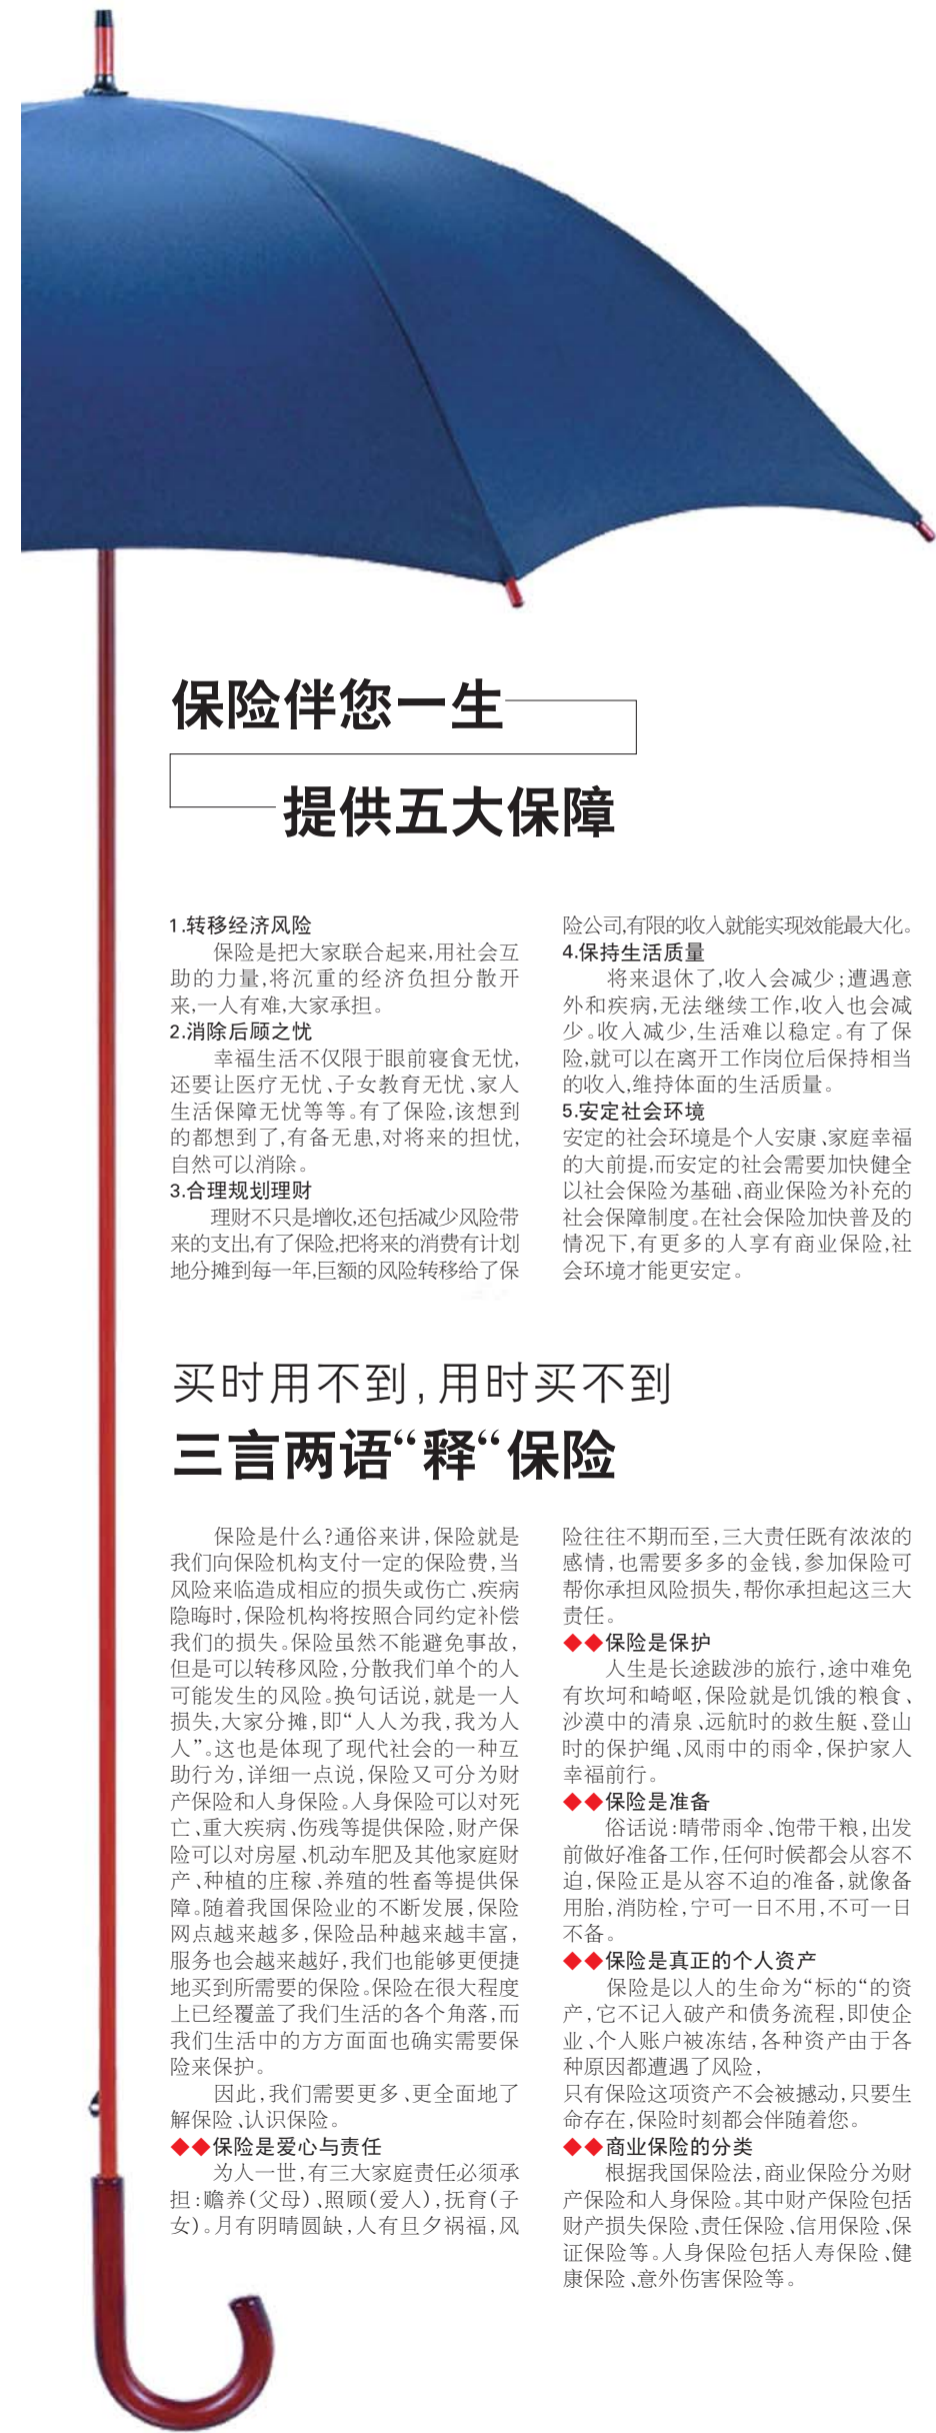 保险伴您一生
提供五大保障
1.转移经济风险
保险是把大家联合起来,用社会互
助的力量,将沉重的经济负担分散开
来,一人有难,大家承担。
2.消除后顾之忧
幸福生活不仅限于眼前寝食无忧,
还要让医疗无忧、子女教育无忧、家人
生活保障无忧等等。有了保险,该想到
的都想到了,有备无患,对将来的担忧,
自然可以消除。
3.合理规划理财
理财不只是增收,还包括减少风险带
来的支出,有了保险,把将来的消费有计划
地分摊到每一年,巨额的风险转移给了保
险公司,有限的收入就能实现效能最大化。
4.保持生活质量
将来退休了,收入会减少;遭遇意
外和疾病,无法继续工作,收入也会减
少。收入减少,生活难以稳定。有了保
险,就可以在离开工作岗位后保持相当
的收入,维持体面的生活质量。
5.安定社会环境
安定的社会环境是个人安康、家庭幸福
的大前提,而安定的社会需要加快健全
以社会保险为基础、商业保险为补充的
社会保障制度。在社会保险加快普及的
情况下,有更多的人享有商业保险,社
会环境才能更安定。
买时用不到,用时买不到
三言两语“释“保险
保险是什么?通俗来讲,保险就是
我们向保险机构支付一定的保险费,当
风险来临造成相应的损失或伤亡、疾病
隐晦时,保险机构将按照合同约定补偿
我们的损失。保险虽然不能避免事故,
但是可以转移风险,分散我们单个的人
可能发生的风险。换句话说,就是一人
损失,大家分摊,即“人人为我,我为人
人”。这也是体现了现代社会的一种互
助行为,详细一点说,保险又可分为财
产保险和人身保险。人身保险可以对死
亡、重大疾病、伤残等提供保险,财产保
险可以对房屋、机动车肥及其他家庭财
产、种植的庄稼、养殖的牲畜等提供保
障。随着我国保险业的不断发展,保险
网点越来越多,保险品种越来越丰富,
服务也会越来越好,我们也能够更便捷
地买到所需要的保险。保险在很大程度
上已经覆盖了我们生活的各个角落,而
我们生活中的方方面面也确实需要保
险来保护。
因此,我们需要更多、更全面地了
解保险、认识保险。
◆◆保险是爱心与责任
为人一世,有三大家庭责任必须承
担:赡养(父母)、照顾(爱人),抚育(子
女)。月有阴晴圆缺,人有旦夕祸福,风
险往往不期而至,三大责任既有浓浓的
感情,也需要多多的金钱,参加保险可
帮你承担风险损失,帮你承担起这三大
责任。
◆◆保险是保护
人生是长途跋涉的旅行,途中难免
有坎坷和崎岖,保险就是饥饿的粮食、
沙漠中的清泉、远航时的救生艇、登山
时的保护绳、风雨中的雨伞,保护家人
幸福前行。
◆◆保险是准备
俗话说:晴带雨伞、饱带干粮,出发
前做好准备工作,任何时候都会从容不
迫,保险正是从容不迫的准备,就像备
用胎,消防栓,宁可一日不用,不可一日
不备。
◆◆保险是真正的个人资产
保险是以人的生命为“标的“的资
产,它不记入破产和债务流程,即使企
业、个人账户被冻结,各种资产由于各
种原因都遭遇了风险,
只有保险这项资产不会被撼动,只要生
命存在,保险时刻都会伴随着您。
◆◆商业保险的分类
根据我国保险法,商业保险分为财
产保险和人身保险。其中财产保险包括
财产损失保险、责任保险、信用保险、保
证保险等。人身保险包括人寿保险、健
康保险、意外伤害保险等。